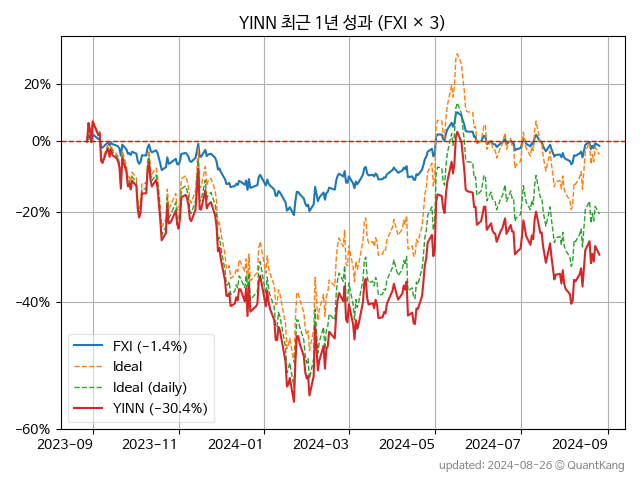 YINN 최근 1년 성과 (FXI × 3)
20%
0%
−20%
−40%
−60%
FXI (−1.4%)
Ideal
Ideal (daily)
YINN (−30.4%)
2023-09 2023-11 2024-01 2024-03 2024-05 2024-07 2024-09
updated: 2024-08-26 © QuantKang